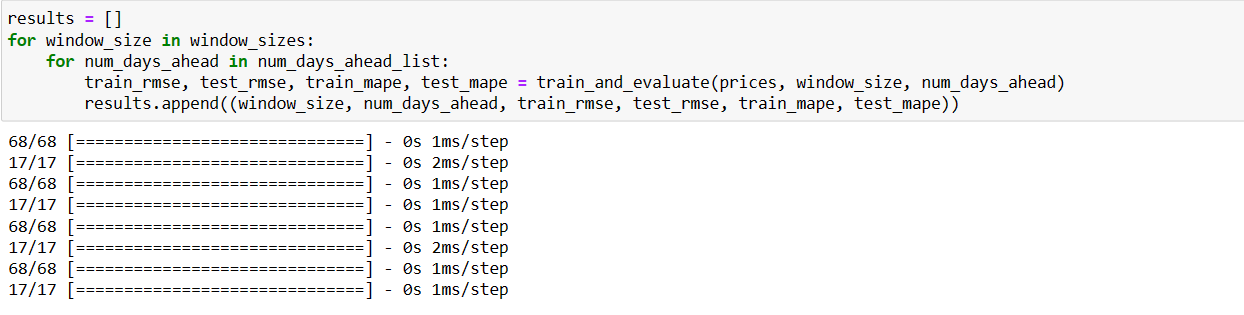 results = []
for window_size in window_sizes:
    for num_days_ahead in num_days_ahead_list:
        train_rmse, test_rmse, train_mape, test_mape = train_and_evaluate(prices, window_size, num_days_ahead)
        results.append((window_size, num_days_ahead, train_rmse, test_rmse, train_mape, test_mape))
68/68 [==============================] - 0s 1ms/step
17/17 [==============================] - 0s 2ms/step
68/68 [==============================] - 0s 1ms/step
17/17 [==============================] - 0s 1ms/step
68/68 [==============================] - 0s 1ms/step
17/17 [==============================] - 0s 2ms/step
68/68 [==============================] - 0s 1ms/step
17/17 [==============================] - 0s 1ms/step